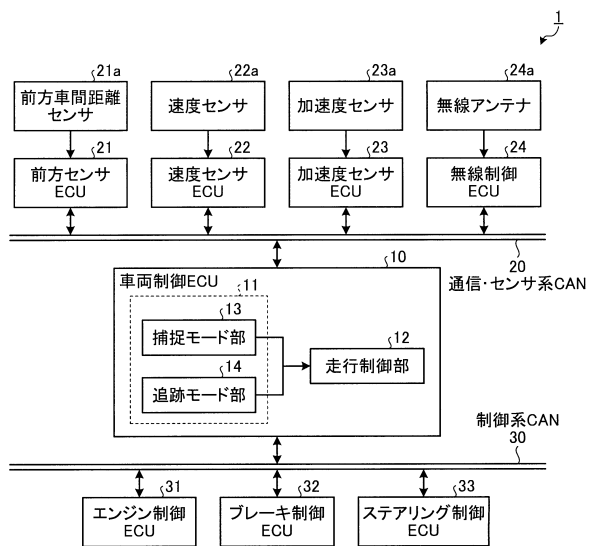 1
21a
22a
23a
24a
前方車間距離
センサ
速度センサ
加速度センサ
無線アンテナ
21
22
23
24
前方センサ
ECU
速度センサ
ECU
加速度センサ
ECU
無線制御
ECU
20
通信・センサ系CAN
10
車両制御ECU
11
13
捕捉モード部
12
走行制御部
14
追跡モード部
制御系CAN
30
31
32
33
エンジン制御
ECU
ブレーキ制御
ECU
ステアリング制御
ECU